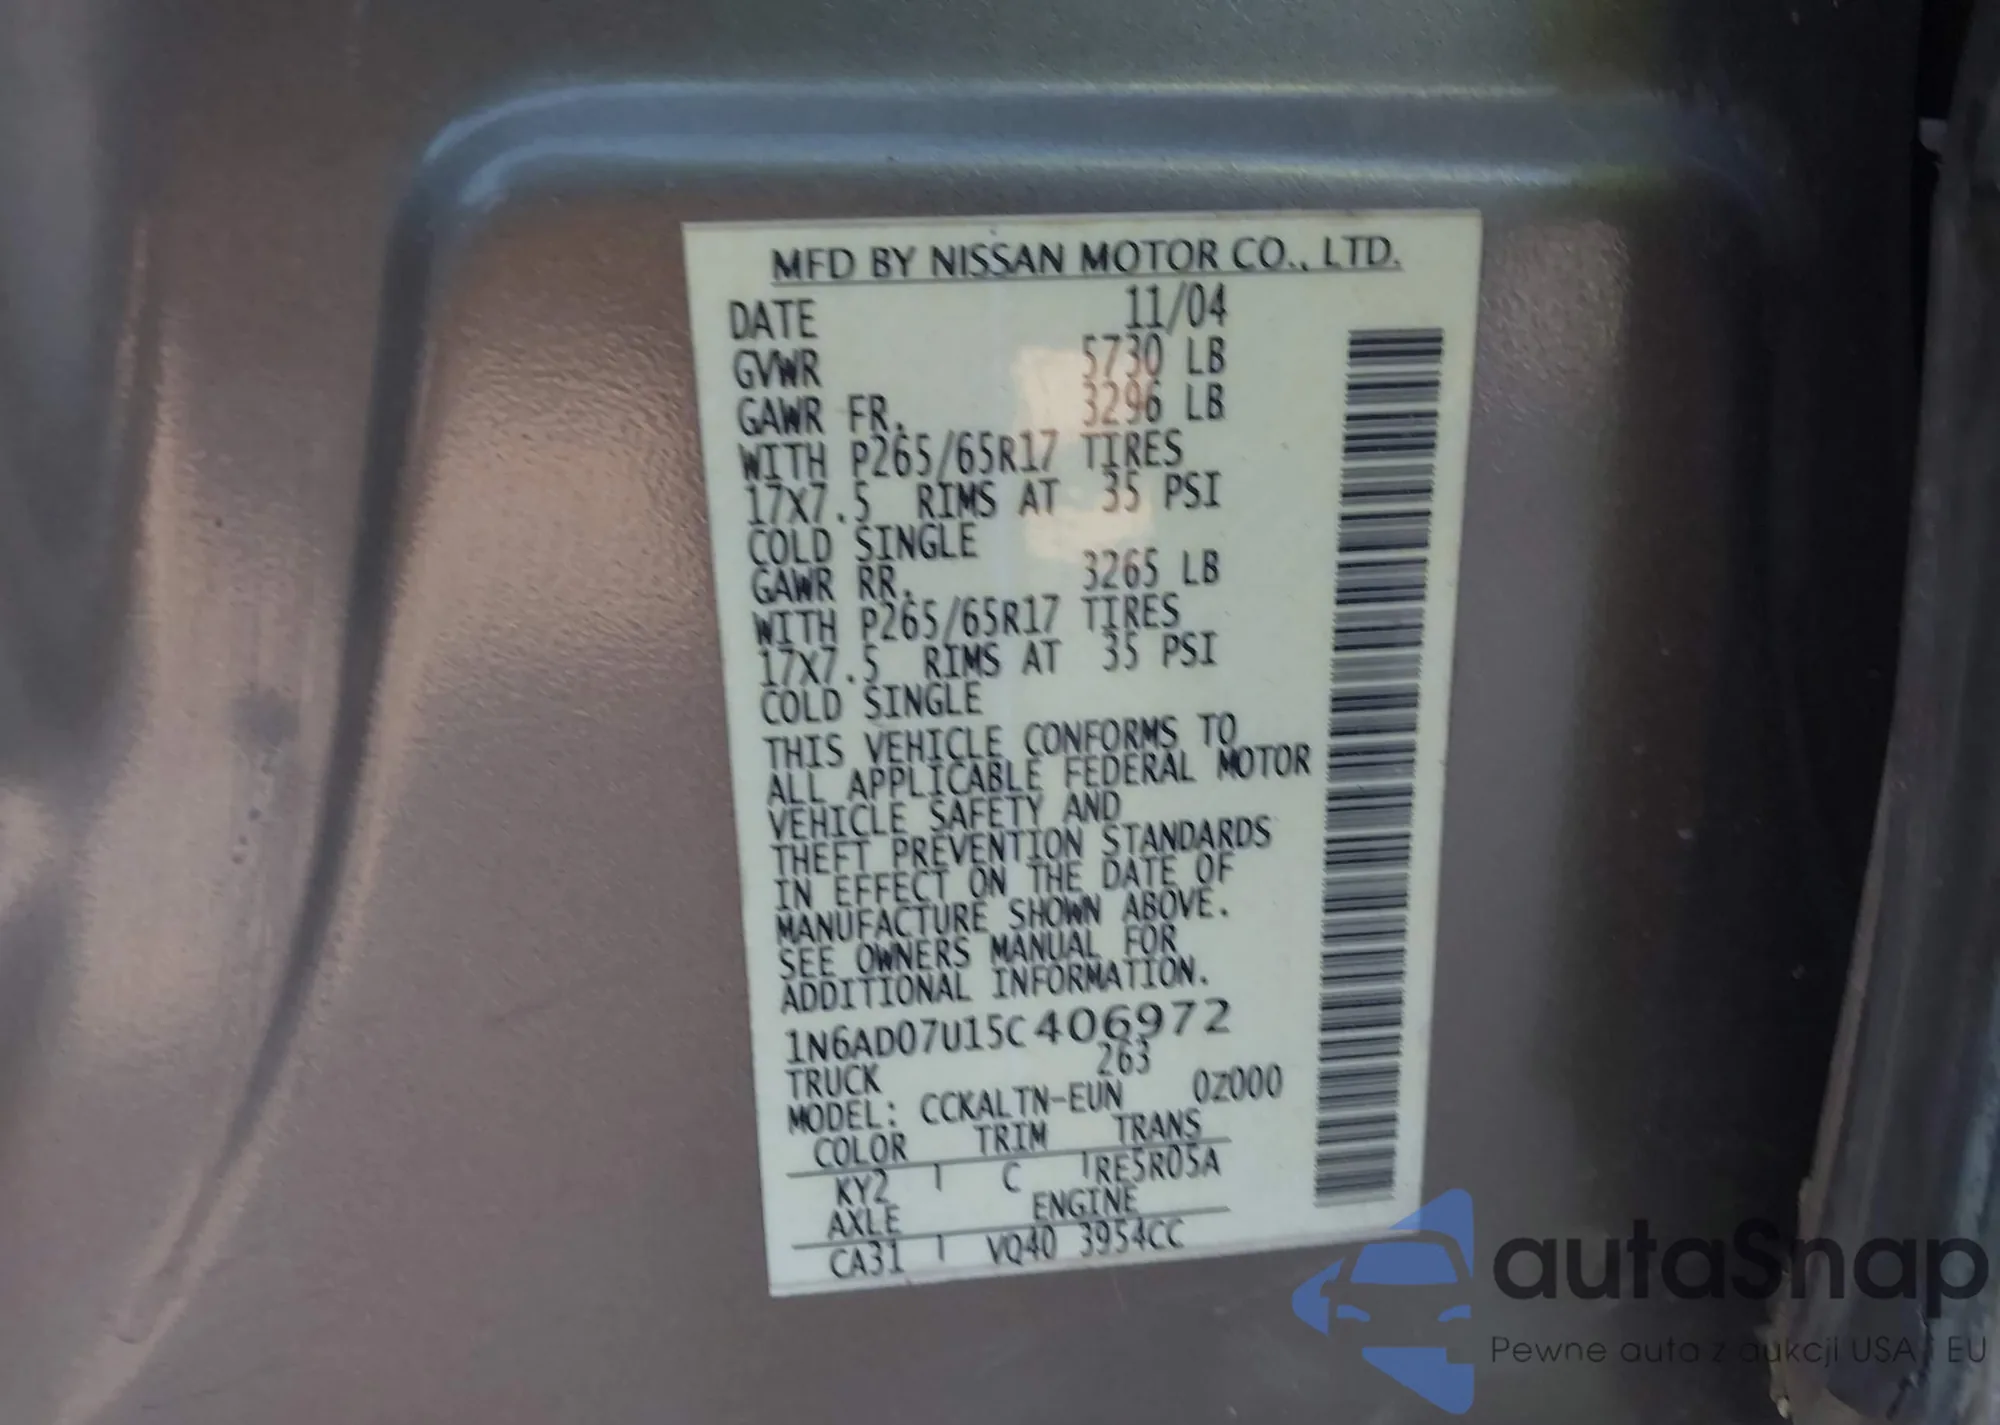 MFD BY NISSAN MOTOR CO., LTD.
DATE 11/04
GVWR 5730 LB
GAWR FR. 3296 LB
WITH P265/65R17 TIRES
17X7.5 RIMS AT 35 PSI
COLD SINGLE
GAWR RR. 3265 LB
WITH P265/65R17 TIRES
17X7.5 RIMS AT 35 PSI
COLD SINGLE
THIS VEHICLE CONFORMS TO
ALL APPLICABLE FEDERAL MOTOR
VEHICLE SAFETY AND
THEFT PREVENTION STANDARDS
IN EFFECT ON THE DATE OF
MANUFACTURE SHOWN ABOVE.
SEE OWNERS MANUAL FOR
ADDITIONAL INFORMATION.
1N6AD07U15C406972
TRUCK 263
MODEL: CCKALTN-EUN 0Z000
COLOR TRIM TRANS
KY2 C RE5R05A
AXLE ENGINE
CA31 VQ40 3954CC
autaSnap
Pewne auta z aukcji USA i EU